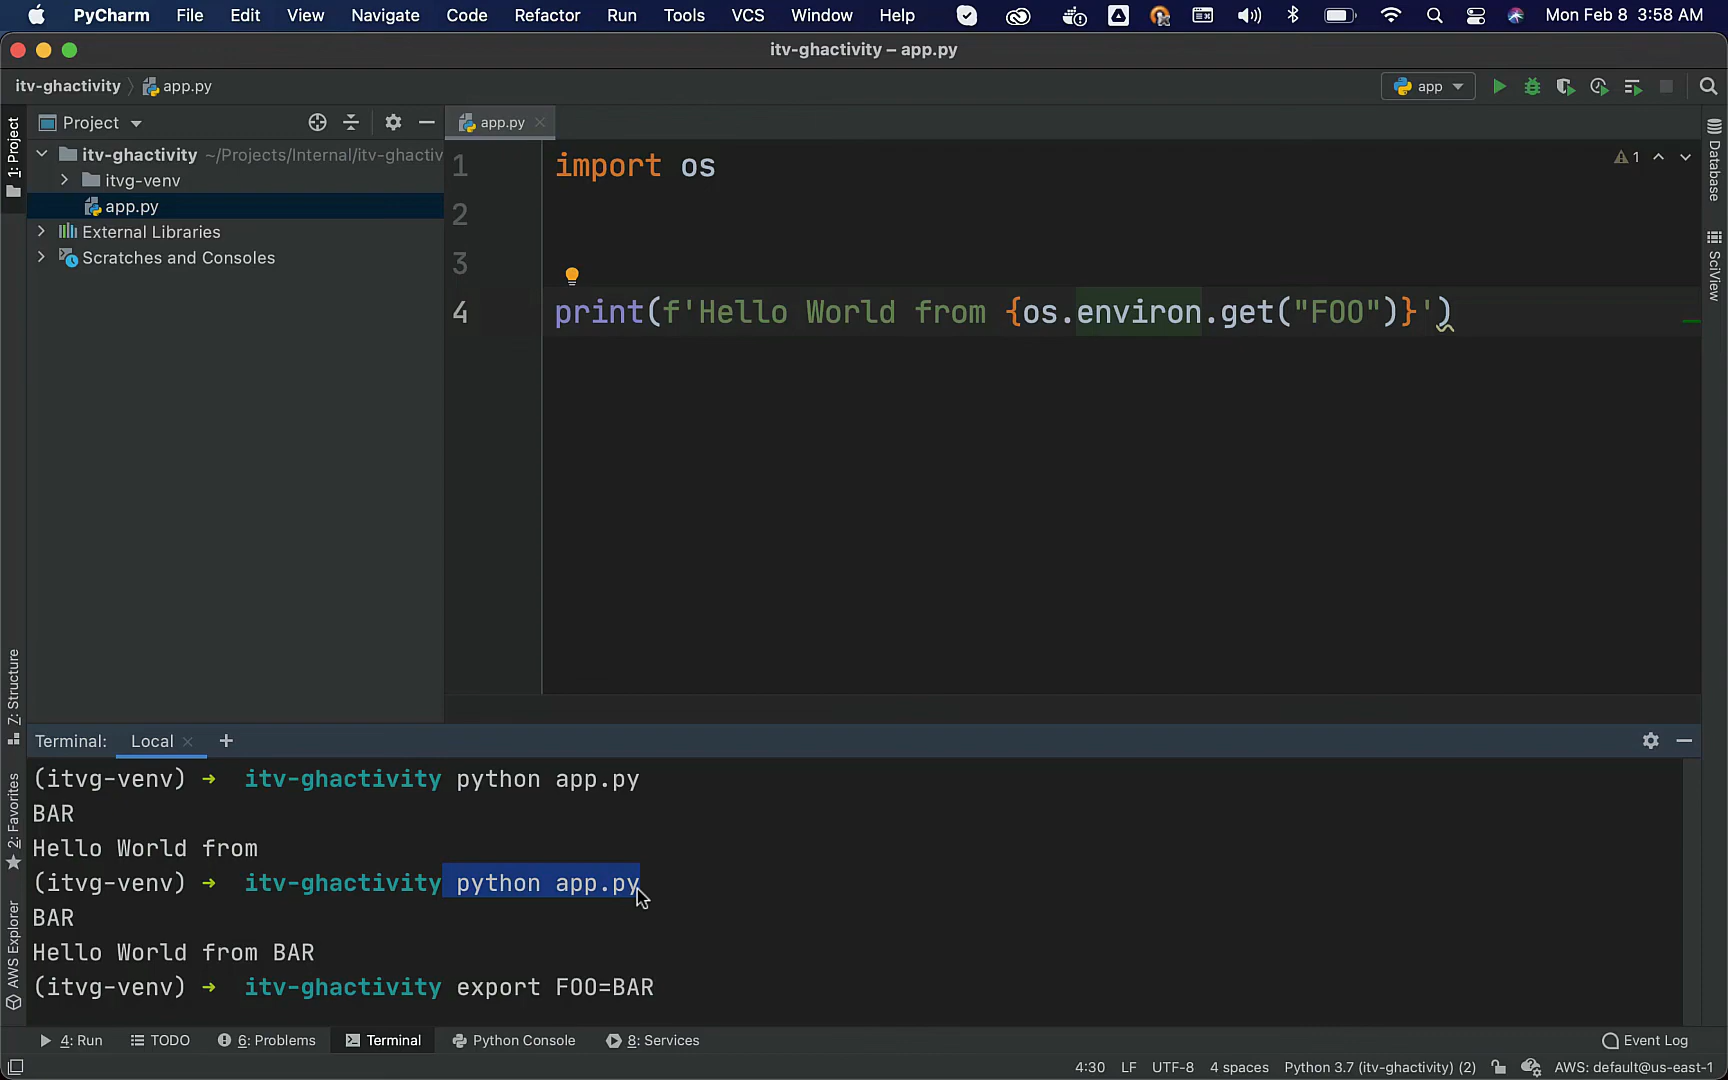 PyCharm File Edit View Navigate Code Refactor Run Tools VCS Window Help Mon Feb 8 3:58 AM
itv-ghactivity – app.py
itv-ghactivity app.py app
1: Project
Project
app.py
itv-ghactivity ~/Projects/Internal/itv-ghactiv
itvg-venv
app.py
External Libraries
Scratches and Consoles
1 import os
2
3
4 print(f'Hello World from {os.environ.get("FOO")}')
1
Database
SciView
7: Structure
2: Favorites
AWS Explorer
Terminal: Local
(itvg-venv) → itv-ghactivity python app.py
BAR
Hello World from
(itvg-venv) → itv-ghactivity python app.py
BAR
Hello World from BAR
(itvg-venv) → itv-ghactivity export FOO=BAR
4: Run TODO 6: Problems Terminal Python Console 8: Services Event Log
4:30 LF UTF-8 4 spaces Python 3.7 (itv-ghactivity) (2) AWS: default@us-east-1